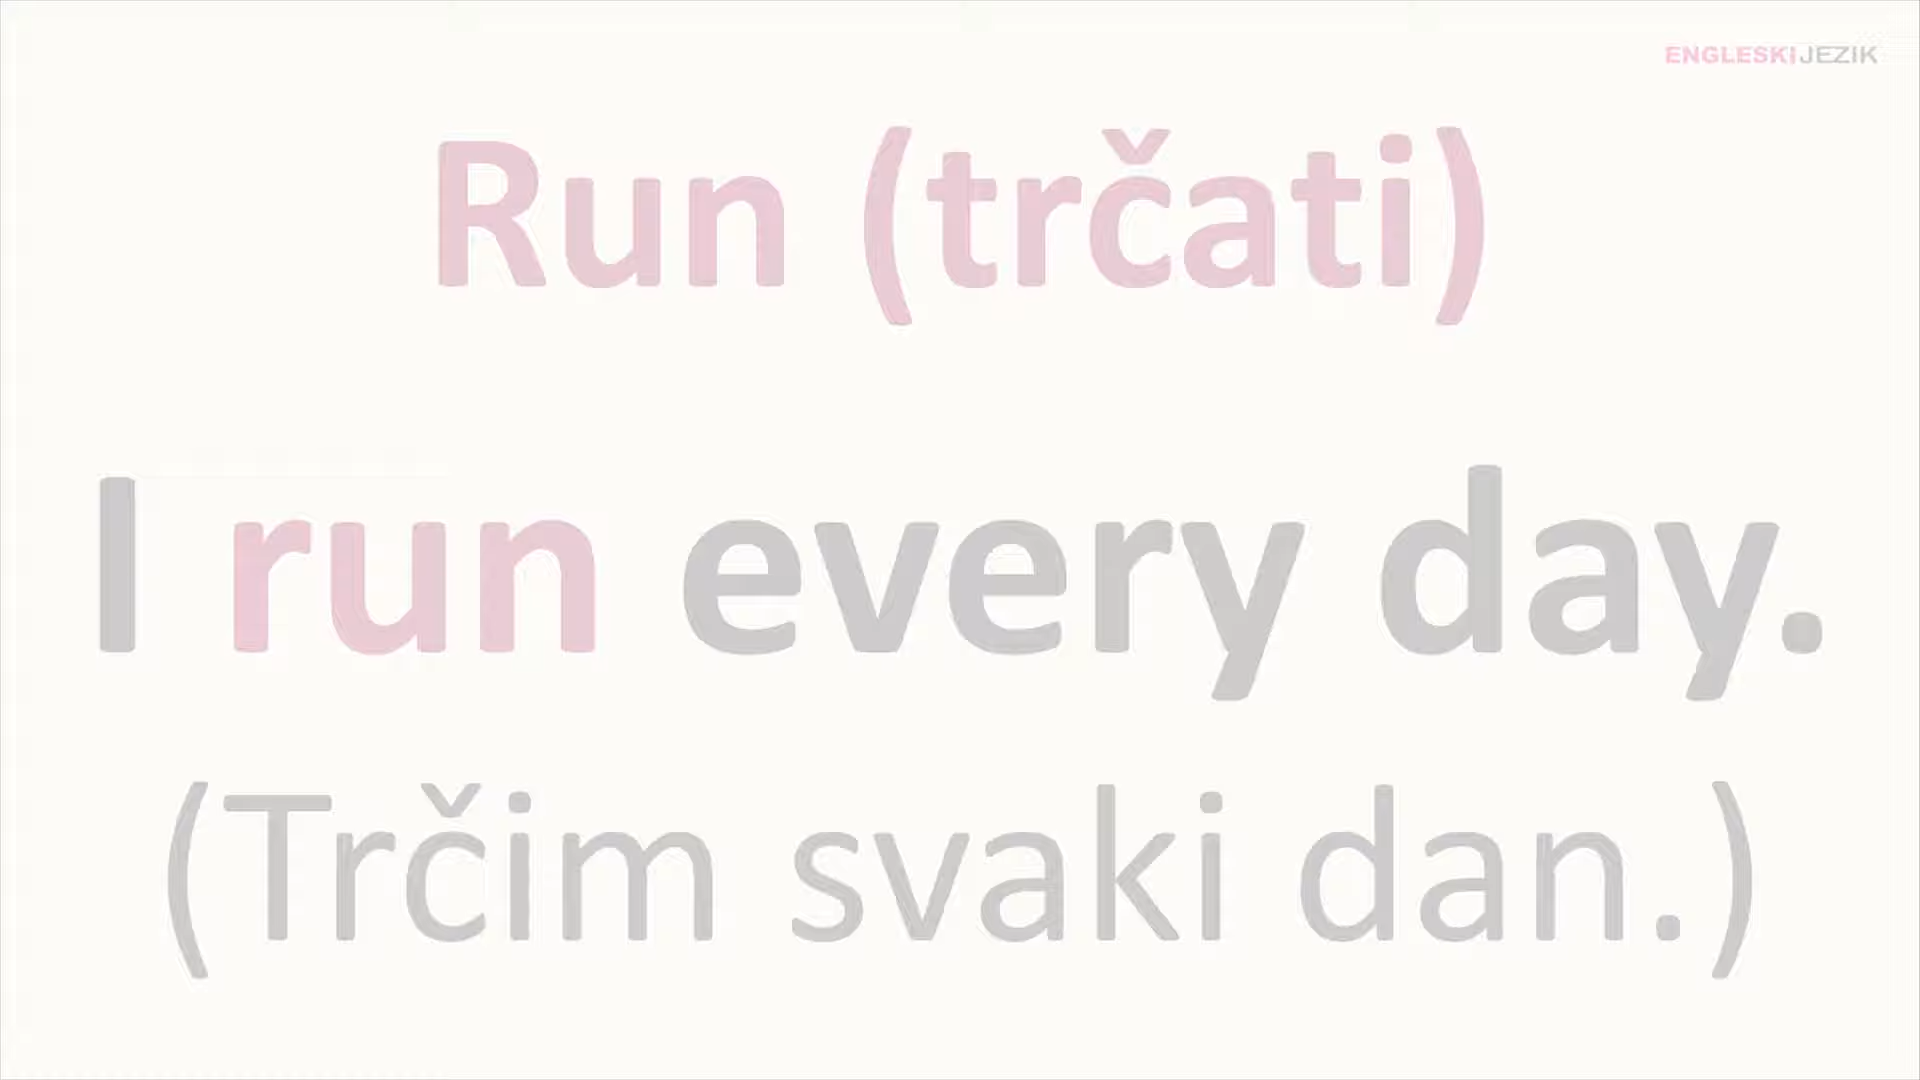 ENGLESKIJEZIK
Run (trčati)
I run every day.
(Trčim svaki dan.)